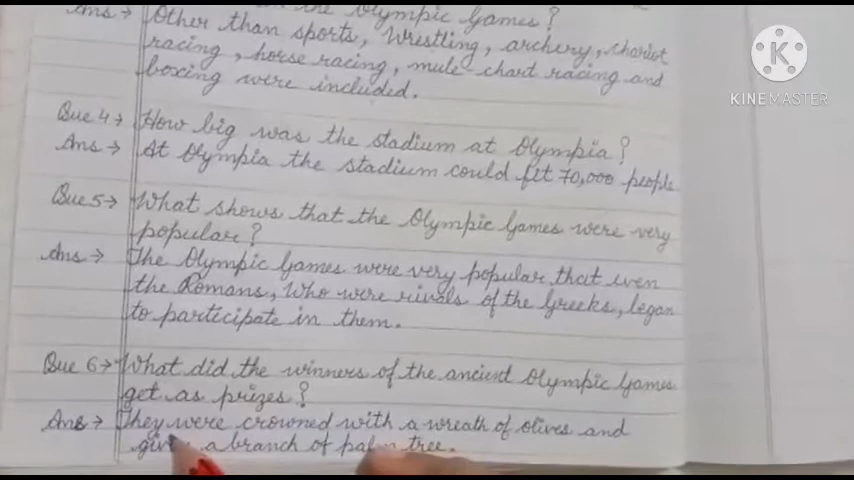 the Olympic Games?
Ans → Other than sports, Wrestling, archery, chariot
racing, horse racing, mule-chart racing and
boxing were included.
Que 4 → How big was the stadium at Olympia?
Ans → At Olympia the stadium could fit 70,000 people
Que 5 → What shows that the Olympic Games were very
popular?
Ans → The Olympic Games were very popular that even
the Romans, Who were rivals of the Greeks, began
to participate in them.
Que 6 → What did the winners of the ancient Olympic Games
get as prizes?
Ans → They were crowned with a wreath of olives and
a branch of palm tree.
KINEMASTER